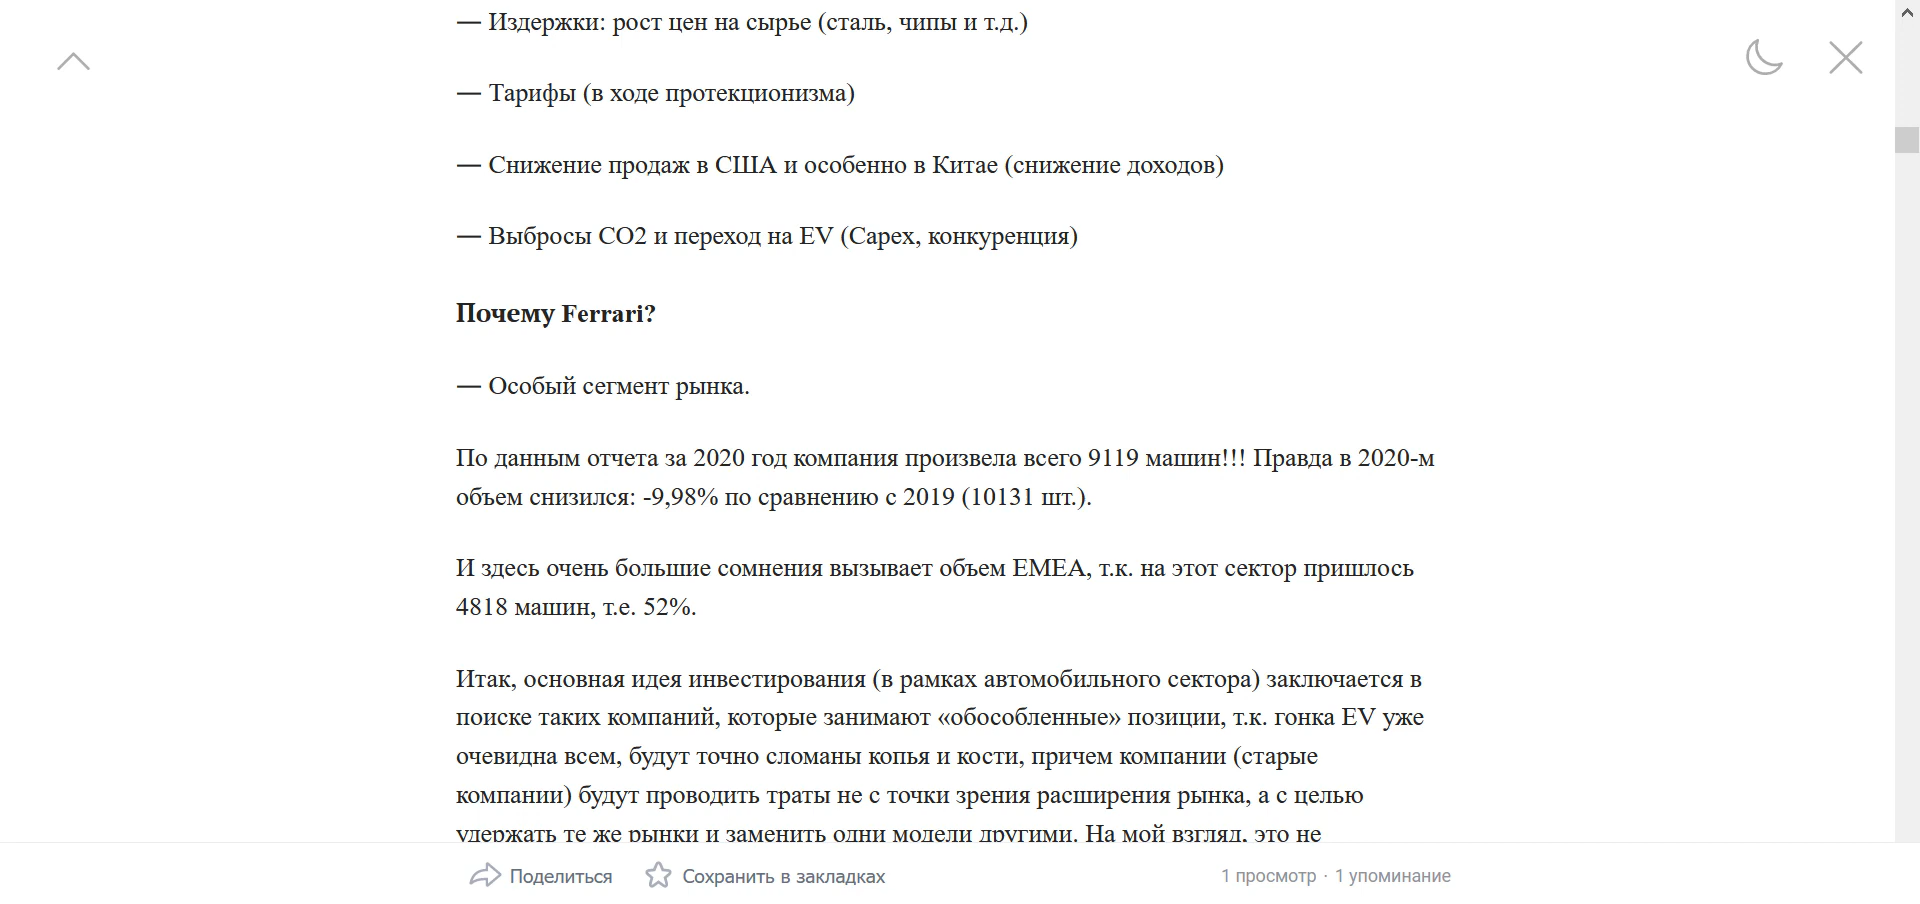 — Издержки: рост цен на сырье (сталь, чипы и т.д.)
— Тарифы (в ходе протекционизма)
— Снижение продаж в США и особенно в Китае (снижение доходов)
— Выбросы СО2 и переход на EV (Capex, конкуренция)
Почему Ferrari?
— Особый сегмент рынка.
По данным отчета за 2020 год компания произвела всего 9119 машин!!! Правда в 2020-м
объем снизился: -9,98% по сравнению с 2019 (10131 шт.).
И здесь очень большие сомнения вызывает объем EMEA, т.к. на этот сектор пришлось
4818 машин, т.е. 52%.
Итак, основная идея инвестирования (в рамках автомобильного сектора) заключается в
поиске таких компаний, которые занимают «обособленные» позиции, т.к. гонка EV уже
очевидна всем, будут точно сломаны копья и кости, причем компании (старые
компании) будут проводить траты не с точки зрения расширения рынка, а с целью
удержать те же рынки и заменить одни модели другими. На мой взгляд, это не
Поделиться
Сохранить в закладках
1 просмотр · 1 упоминание